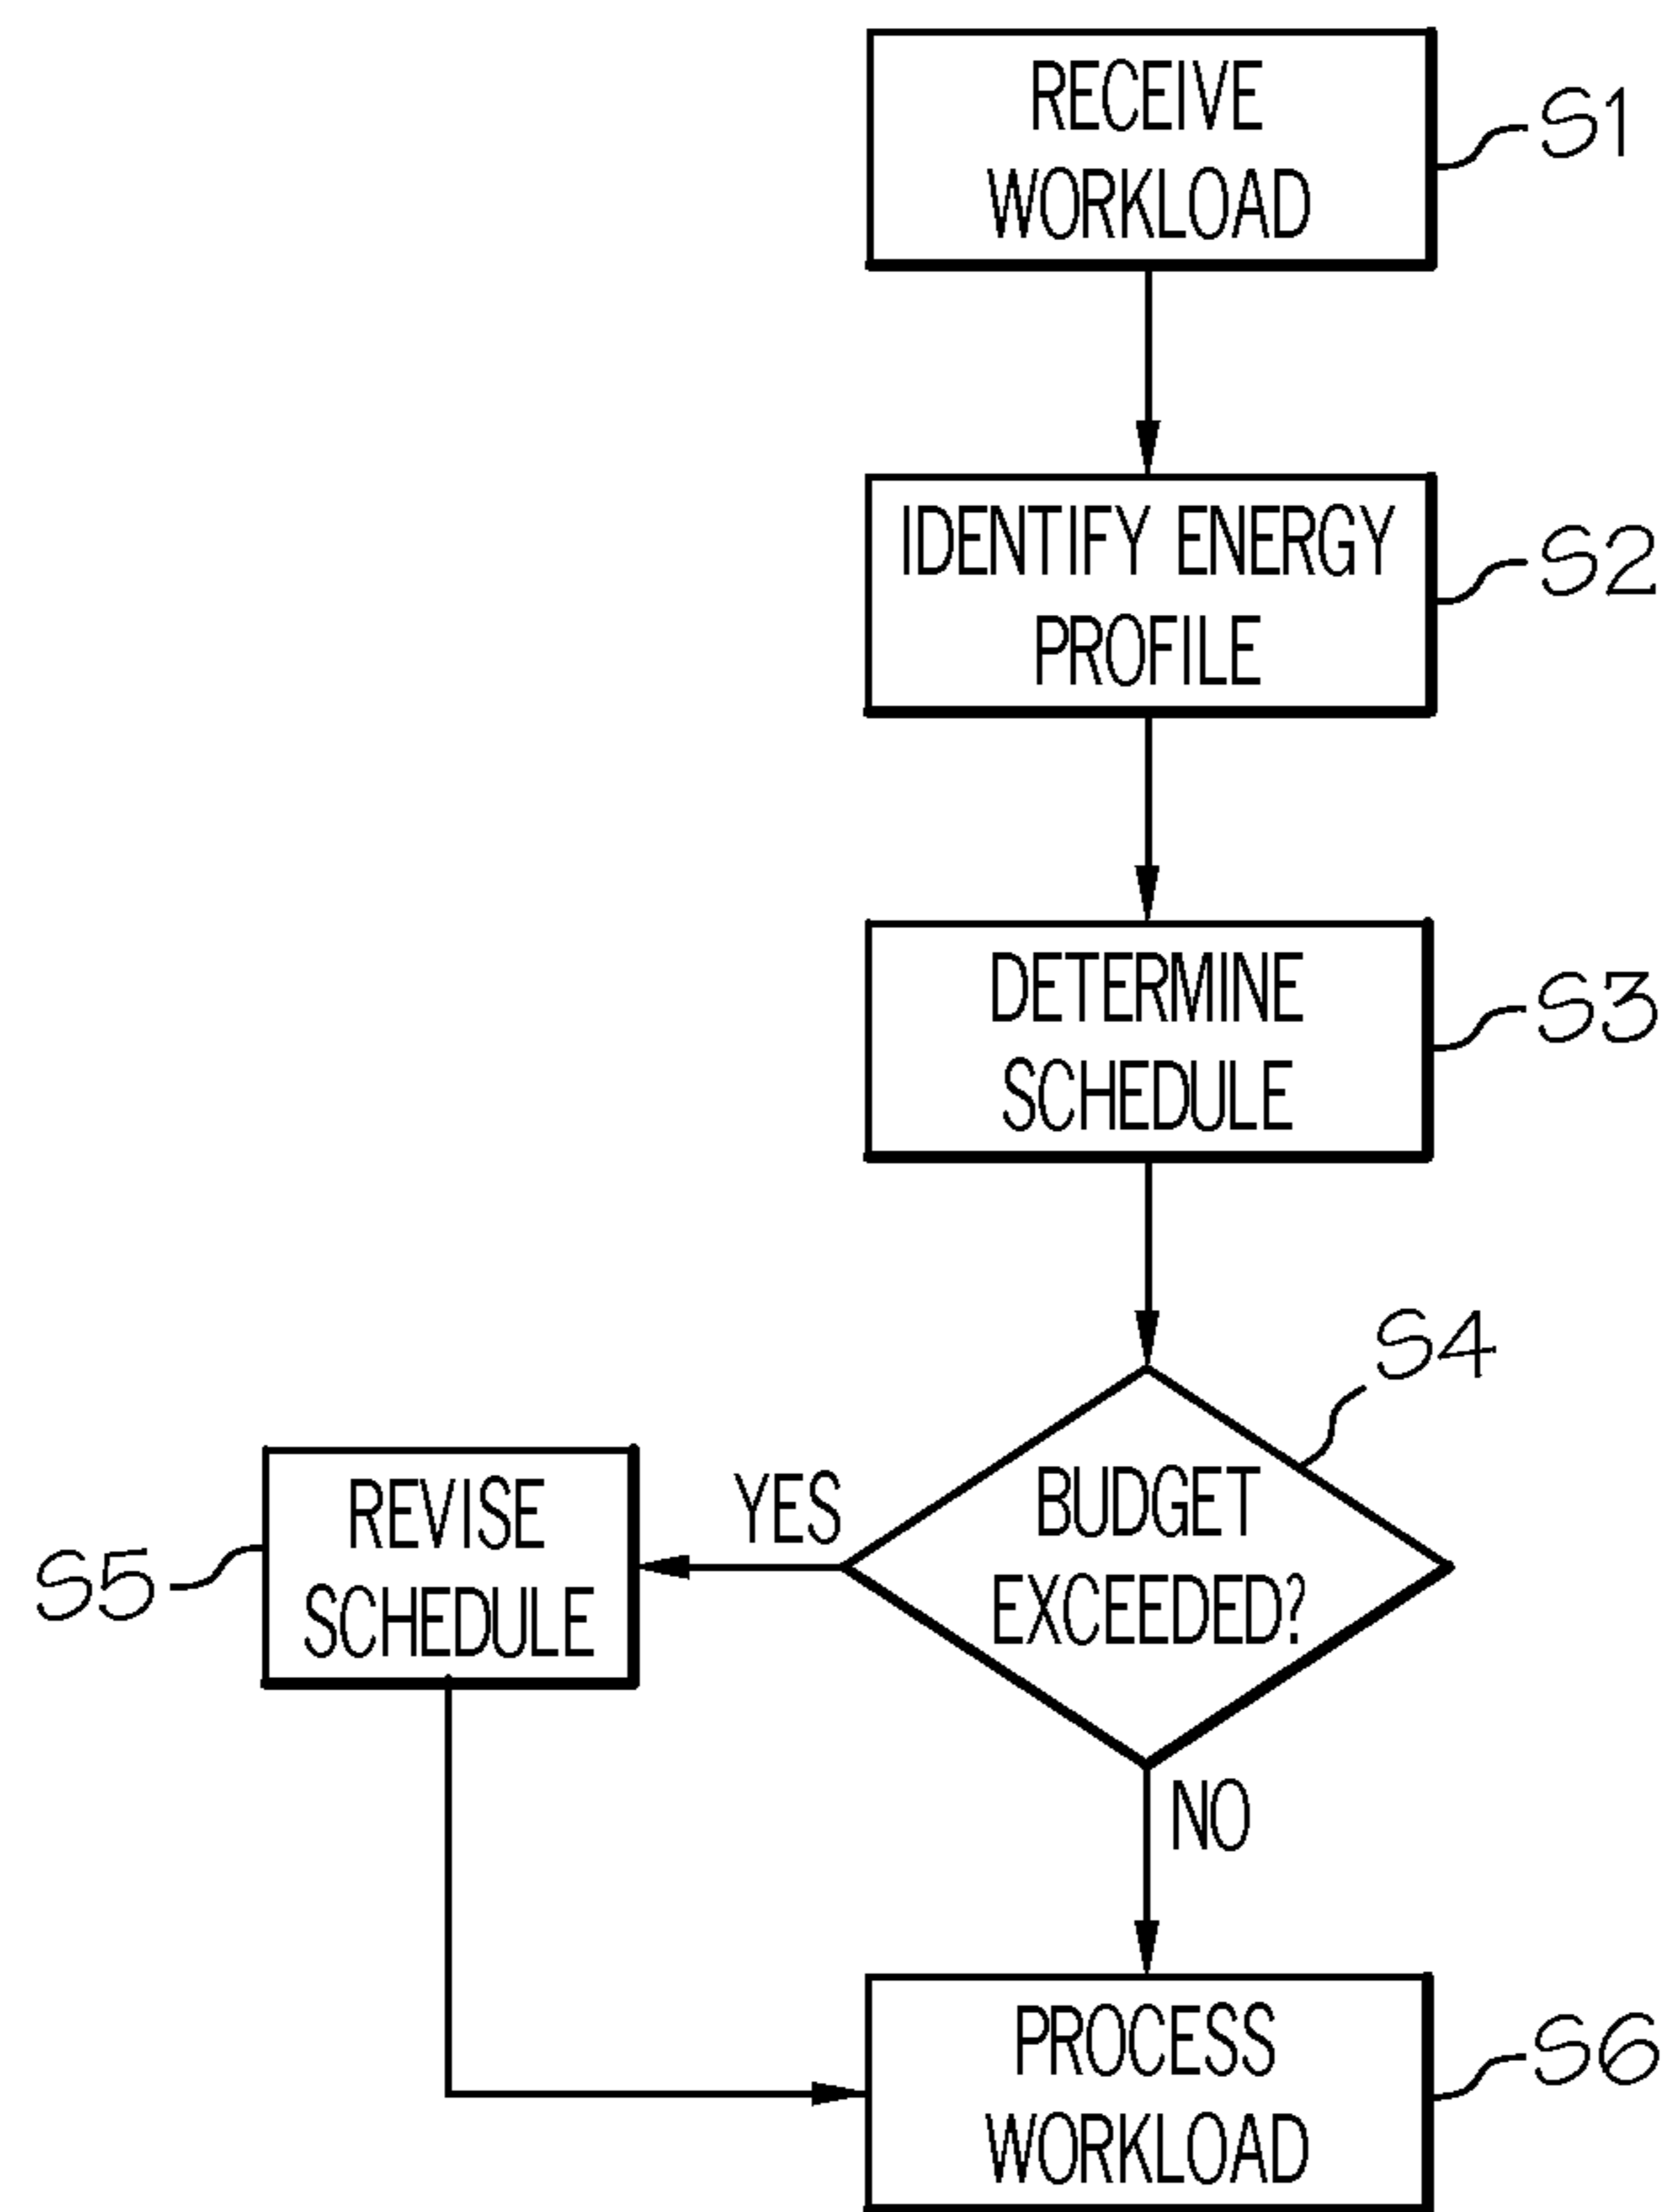 RECEIVE
WORKLOAD
S1
IDENTIFY ENERGY
PROFILE
S2
DETERMINE
SCHEDULE
S3
S4
BUDGET
EXCEEDED?
YES
REVISE
SCHEDULE
S5
NO
PROCESS
WORKLOAD
S6